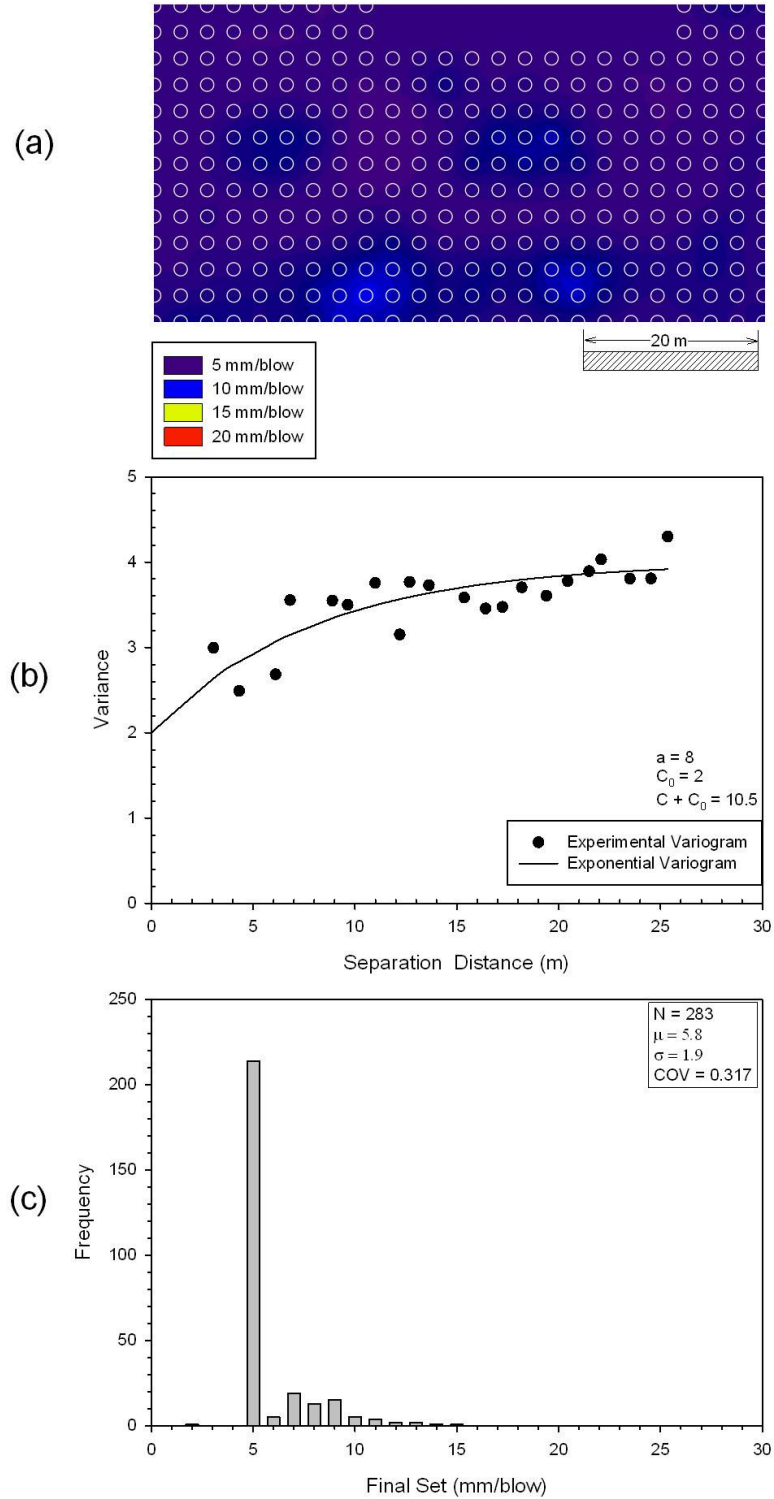 (a)
20 m
5 mm/blow
10 mm/blow
15 mm/blow
20 mm/blow
(b)
5
4
3
2
1
0
Variance
a = 8
C0 = 2
C + C0 = 10.5
Experimental Variogram
Exponential Variogram
0 5 10 15 20 25 30
Separation Distance (m)
(c)
250
200
150
100
50
0
Frequency
N = 283
μ = 5.8
σ = 1.9
COV = 0.317
0 5 10 15 20 25 30
Final Set (mm/blow)